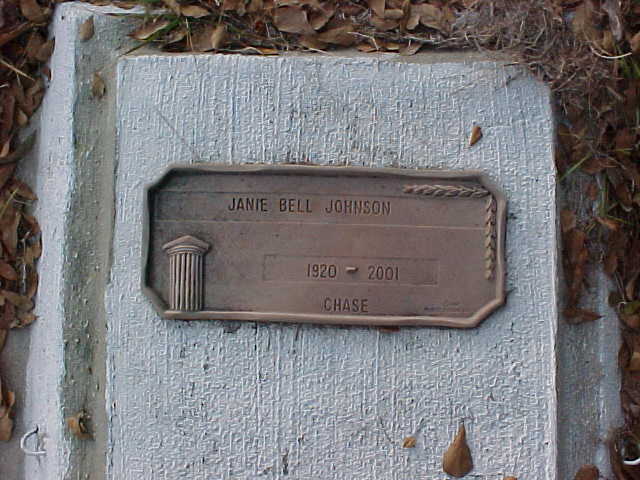 JANIE BELL JOHNSON
1920 - 2001
CHASE